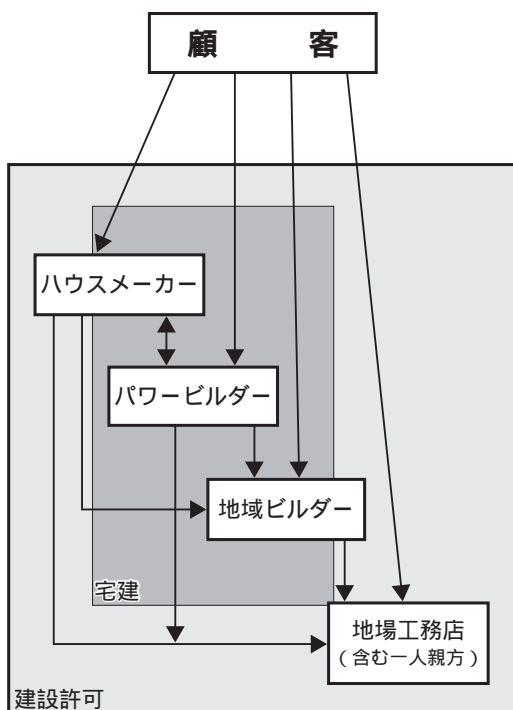 顧　　客
ハウスメーカー
パワービルダー
地域ビルダー
宅建
地場工務店
（含む一人親方）
建設許可